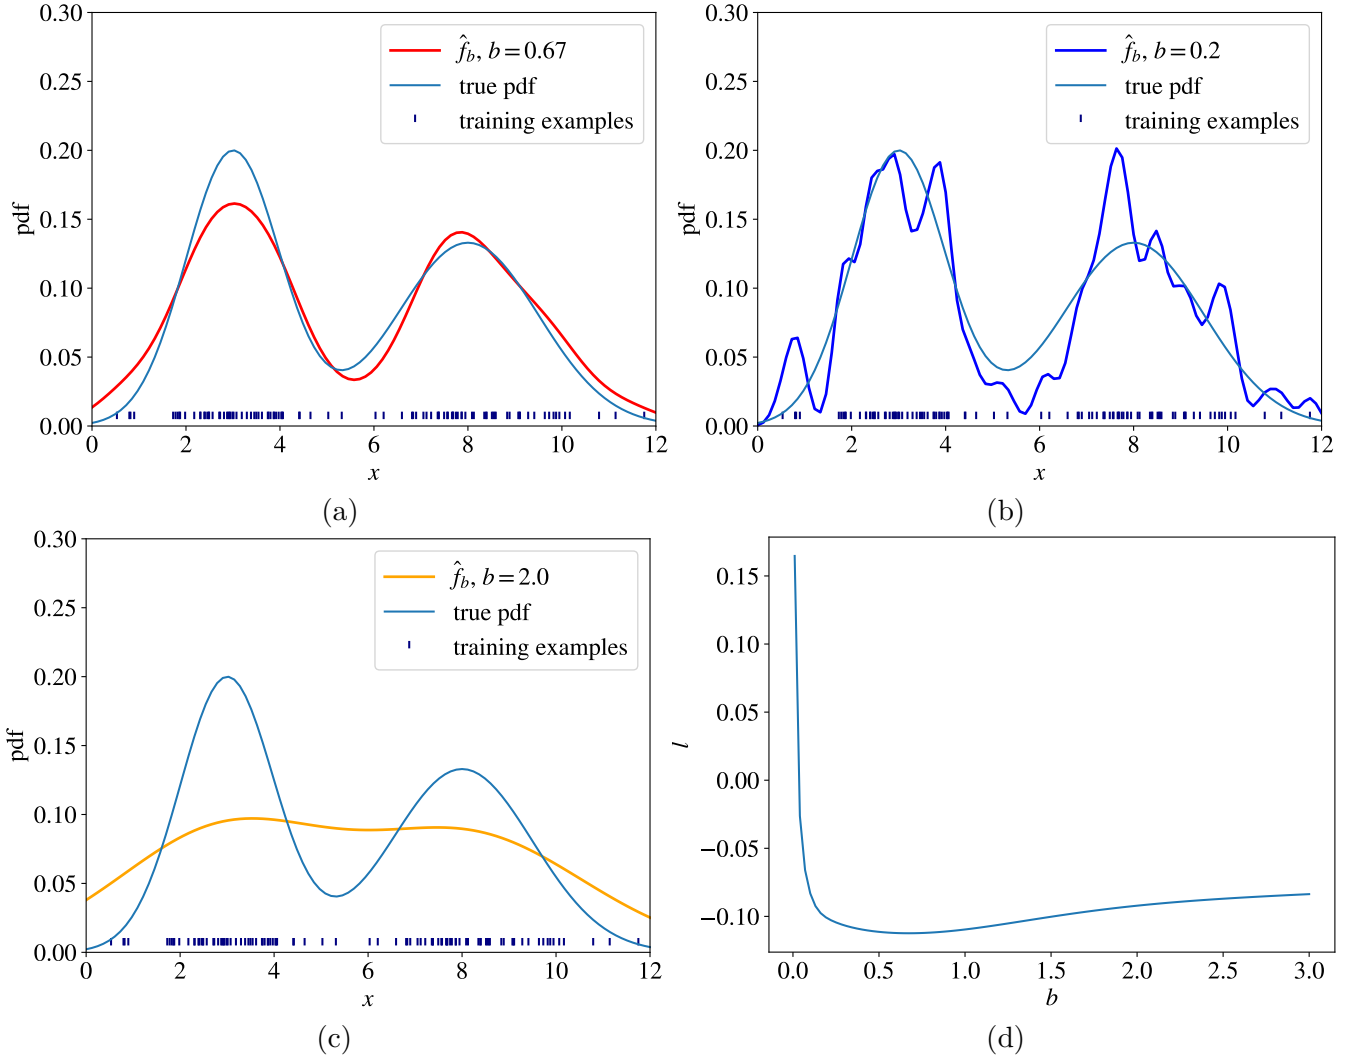 0.30
0.25
0.20
0.15
0.10
0.05
0.00
pdf
0 2 4 6 8 10 12
x
f̂_b, b = 0.67
true pdf
training examples
(a)
0.30
0.25
0.20
0.15
0.10
0.05
0.00
pdf
0 2 4 6 8 10 12
x
f̂_b, b = 0.2
true pdf
training examples
(b)
0.30
0.25
0.20
0.15
0.10
0.05
0.00
pdf
0 2 4 6 8 10 12
x
f̂_b, b = 2.0
true pdf
training examples
(c)
0.15
0.10
0.05
0.00
−0.05
−0.10
l
0.0 0.5 1.0 1.5 2.0 2.5 3.0
b
(d)